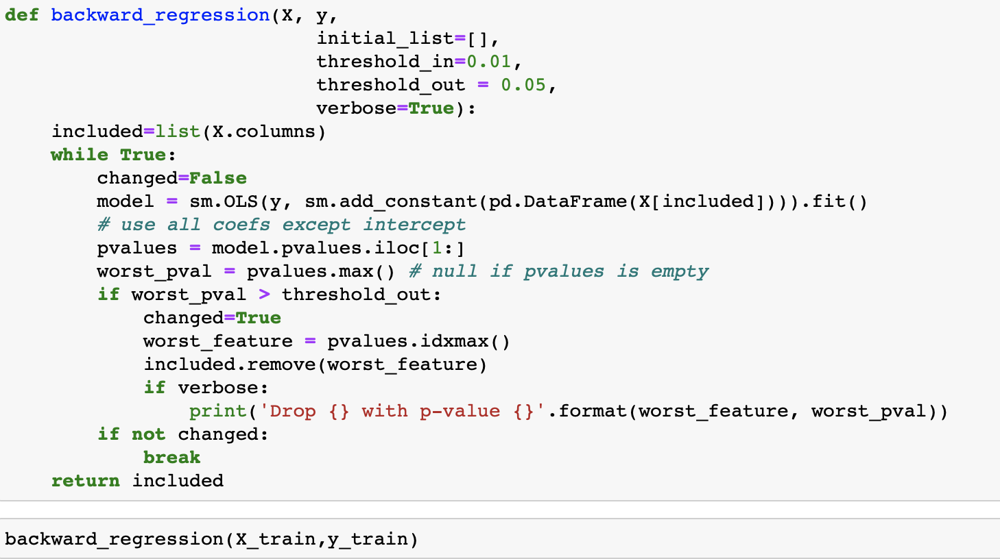 def backward_regression(X, y,
                           initial_list=[],
                           threshold_in=0.01,
                           threshold_out = 0.05,
                           verbose=True):
    included=list(X.columns)
    while True:
        changed=False
        model = sm.OLS(y, sm.add_constant(pd.DataFrame(X[included]))).fit()
        # use all coefs except intercept
        pvalues = model.pvalues.iloc[1:]
        worst_pval = pvalues.max() # null if pvalues is empty
        if worst_pval > threshold_out:
            changed=True
            worst_feature = pvalues.idxmax()
            included.remove(worst_feature)
            if verbose:
                print('Drop {} with p-value {}'.format(worst_feature, worst_pval))
        if not changed:
            break
    return included
backward_regression(X_train,y_train)